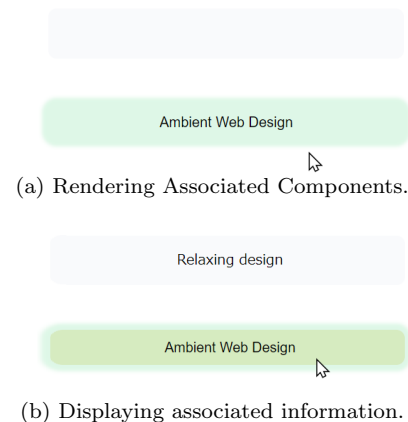 Ambient Web Design
(a) Rendering Associated Components.
Relaxing design
Ambient Web Design
(b) Displaying associated information.